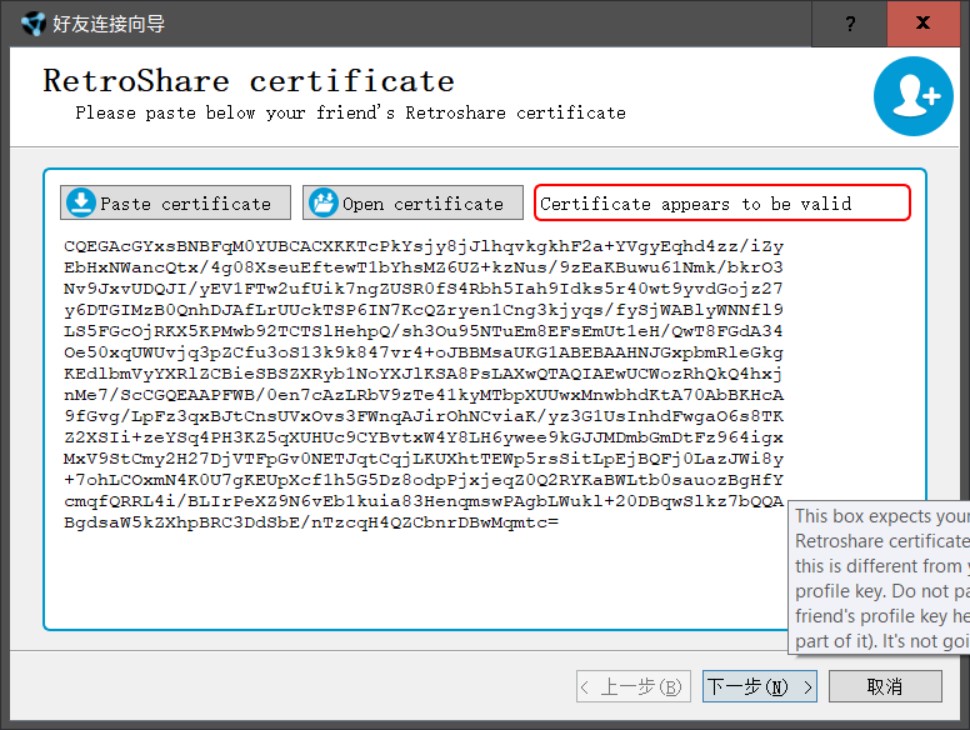 好友连接向导
?
x
RetroShare certificate
Please paste below your friend's Retroshare certificate
Paste certificate
Open certificate
Certificate appears to be valid
CQEGAcGYxsBNBFqM0YUBCACXKKTcPkYsjy8jJlhqvkgkhF2a+YVgyEqhd4zz/iZy
EbHxNWancQtx/4g08XseuEftewT1bYhsMZ6UZ+kzNus/9zEaKBuwu61Nmk/bkrO3
Nv9JxvUDQJI/yEV1FTw2ufUik7ngZUSR0fS4Rbh5Iah9Idks5r40wt9yvdGojz27
y6DTGIMzB0QnhDJAfLrUUckTSP6IN7KcQZryen1Cng3kjyqs/fySjWABlyWNNfl9
LS5FGcOjRKX5KPMwb92TCTSlHehpQ/sh3Ou95NTuEm8EFsEmUt1eH/QwT8FGdA34
Oe50xqUWUvjq3pZCfu3oS13k9k847vr4+oJBBMsaUKG1ABEBAAHNJGxpbmRleGkg
KEdlbmVyYXRlZCBieSBSZXRyb1NoYXJlKSA8PsLAXwQTAQIAEwUCWozRhQkQ4hxj
nMe7/ScCGQEAAPFWB/0en7cAzLRbV9zTe41kyMTbpXUUwxMnwbhdKtA70AbBKHcA
9fGvg/LpFz3qxBJtCnsUVxOvs3FWnqAJirOhNCviaK/yz3G1UsInhdFwgaO6s8TK
Z2XSIi+zeYSq4PH3KZ5qXUHUc9CYBvtxW4Y8LH6ywee9kGJJMDmbGmDtFz964igx
MxV9StCmy2H27DjVTFpGv0NETJqtCqjLKUXhtTEWp5rsSitLpEjBQFj0LazJWi8y
+7ohLCOxmN4K0U7gKEUpXcf1h5G5Dz8odpPjxjeqZ0Q2RYKaBWLtb0sauozBgHfY
cmqfQRRL4i/BLIrPeXZ9N6vEb1kuia83HenqmswPAgbLWukl+20DBqwSlkz7bQQA
BgdsaW5kZXhpBRC3DdSbE/nTzcqH4QZCbnrDBwMqmtc=
This box expects your
Retroshare certificate
this is different from
profile key. Do not
friend's profile key
part of it). It's not
< 上一步(B)
下一步(N) >
取消